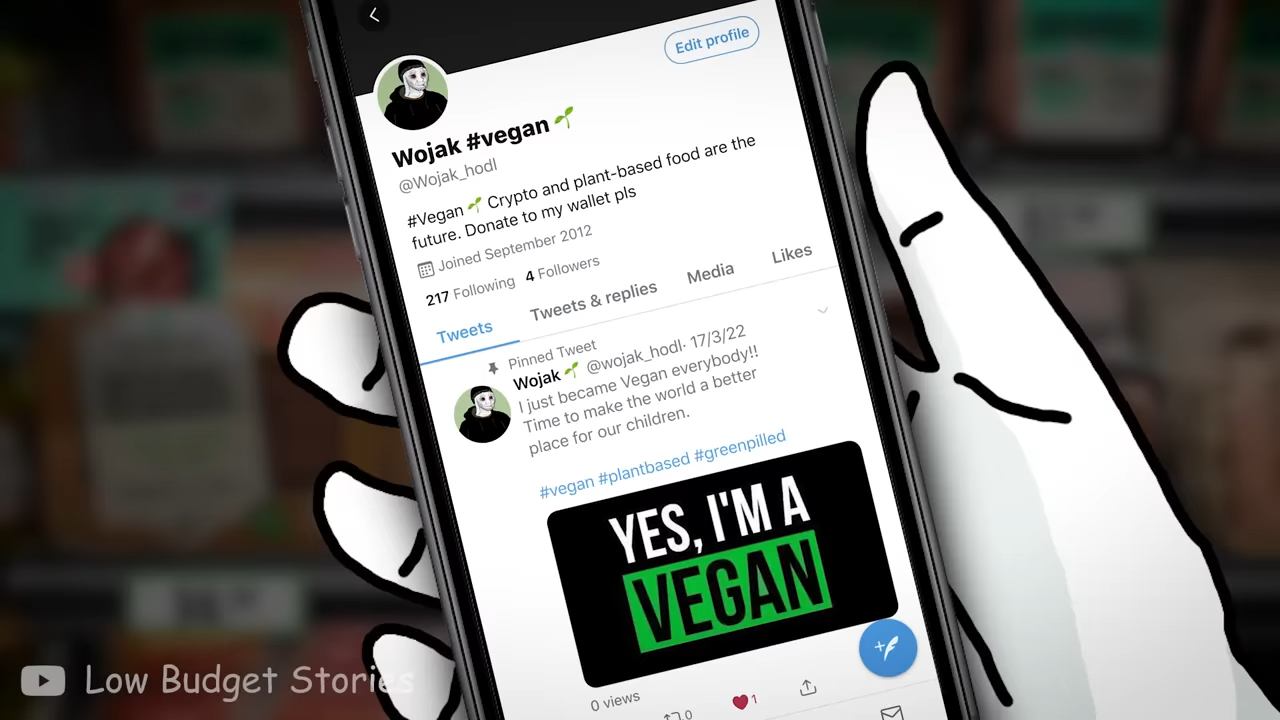 Edit profile
Wojak #vegan🌱
@Wojak_hodl
#Vegan 🌱 Crypto and plant-based food are the
future. Donate to my wallet pls
Joined September 2012
217 Following 4 Followers
Tweets Tweets & replies Media Likes
Pinned Tweet
Wojak 🌱 @wojak_hodl· 17/3/22
I just became Vegan everybody!!
Time to make the world a better
place for our children.
#vegan #plantbased #greenpilled
YES, I'M A
VEGAN
0 views
0
1
Low Budget Stories